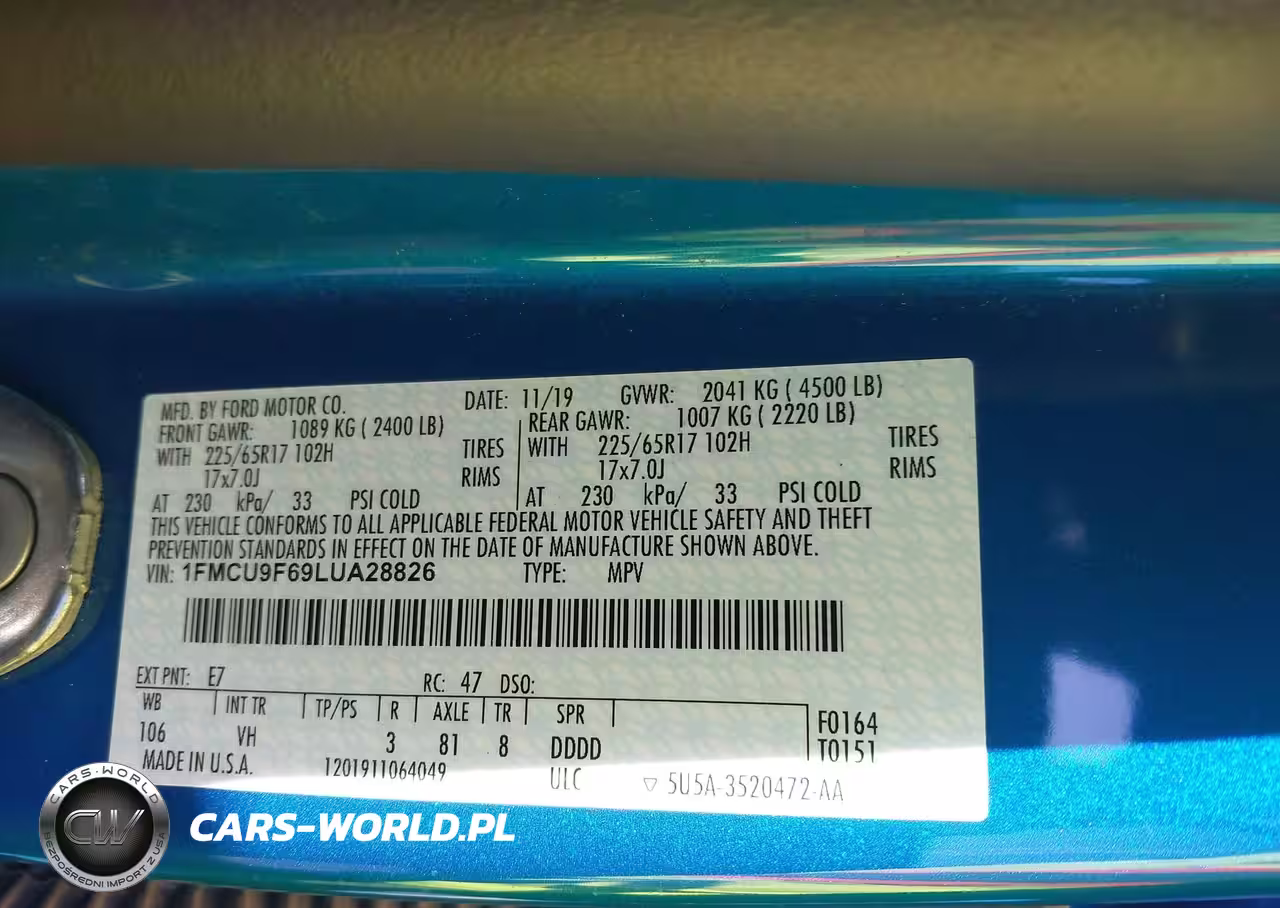 MFD. BY FORD MOTOR CO. DATE: 11/19 GVWR: 2041 KG ( 4500 LB)
FRONT GAWR: 1089 KG ( 2400 LB) REAR GAWR: 1007 KG ( 2220 LB)
WITH 225/65R17 102H TIRES WITH 225/65R17 102H TIRES
17x7.0J RIMS 17x7.0J RIMS
AT 230 kPa/ 33 PSI COLD AT 230 kPa/ 33 PSI COLD
THIS VEHICLE CONFORMS TO ALL APPLICABLE FEDERAL MOTOR VEHICLE SAFETY AND THEFT
PREVENTION STANDARDS IN EFFECT ON THE DATE OF MANUFACTURE SHOWN ABOVE.
VIN: 1FMCU9F69LUA28826 TYPE: MPV
EXT PNT: E7 RC: 47 DSO:
WB INT TR TP/PS R AXLE TR SPR F0164
106 VH 3 81 8 DDDD T0151
MADE IN U.S.A. 1201911064049 ULC ▽ 5U5A-3520472-AA
CARS-WORLD
CW
BEZPOŚREDNI IMPORT Z USA
CARS-WORLD.PL